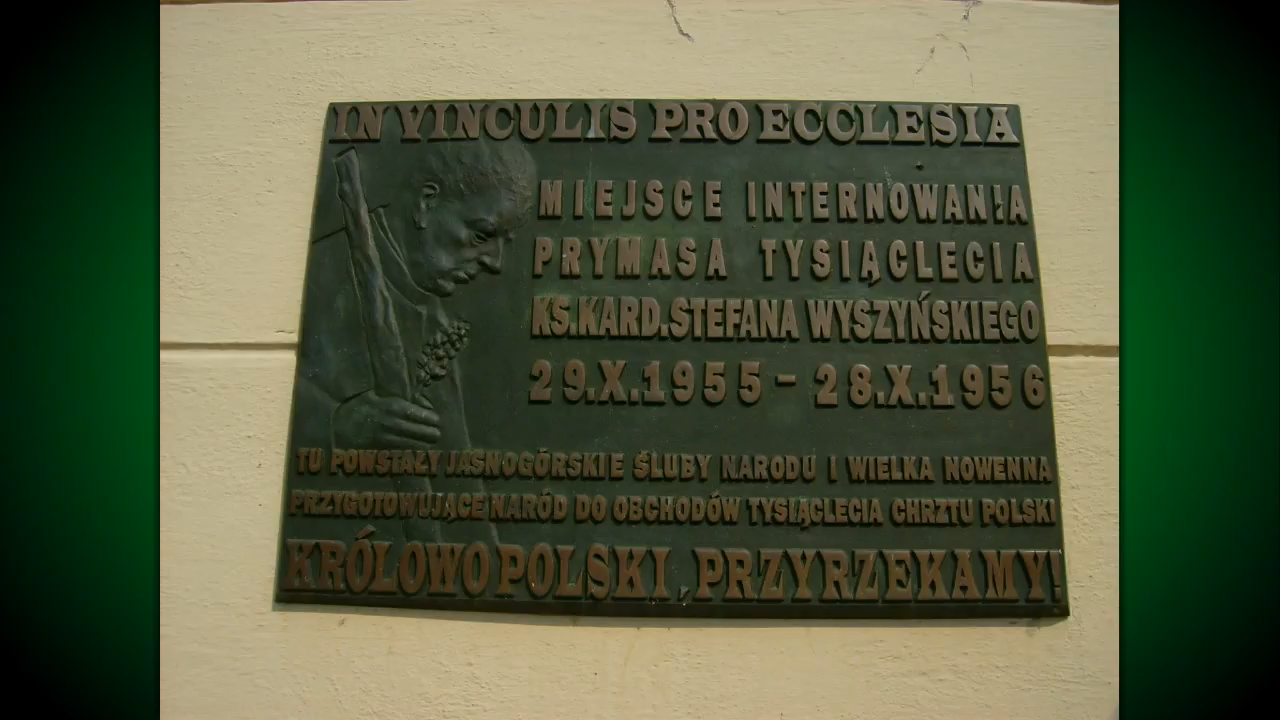 IN VINCULIS PRO ECCLESIA
MIEJSCE INTERNOWANIA
PRYMASA TYSIĄCLECIA
KS.KARD.STEFANA WYSZYŃSKIEGO
29.X.1955 - 28.X.1956
TU POWSTAŁY JASNOGÓRSKIE ŚLUBY NARODU I WIELKA NOWENNA
PRZYGOTOWUJĄCE NARÓD DO OBCHODÓW TYSIĄCLECIA CHRZTU POLSKI
KRÓLOWO POLSKI, PRZYRZEKAMY!